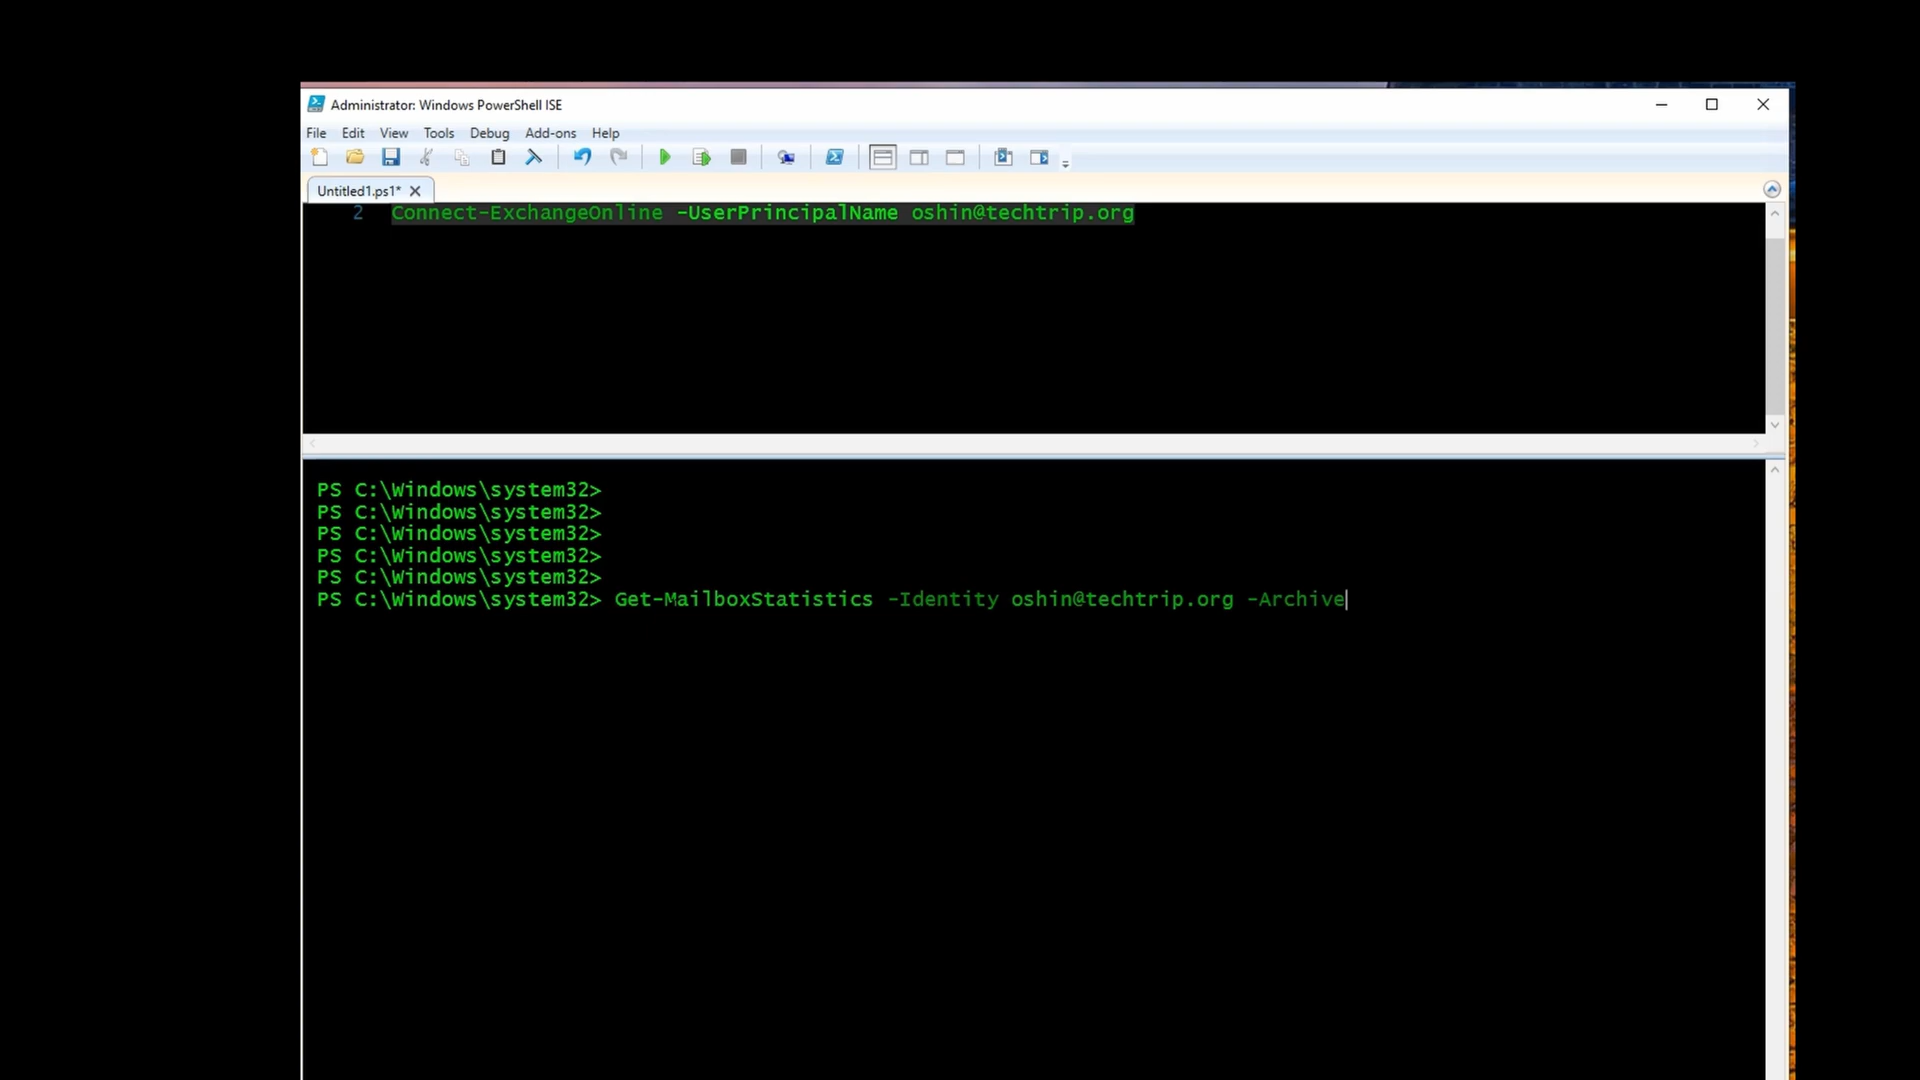 Administrator: Windows PowerShell ISE
File Edit View Tools Debug Add-ons Help
Untitled1.ps1*
2 Connect-ExchangeOnline -UserPrincipalName oshin@techtrip.org
PS C:\Windows\system32>
PS C:\Windows\system32>
PS C:\Windows\system32>
PS C:\Windows\system32>
PS C:\Windows\system32>
PS C:\Windows\system32> Get-MailboxStatistics -Identity oshin@techtrip.org -Archive